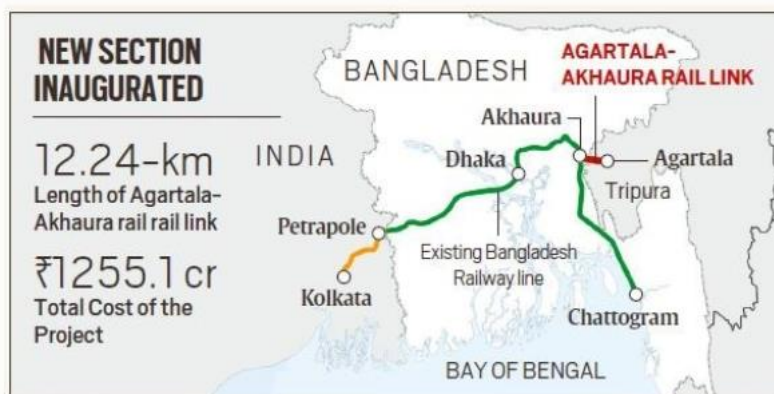 NEW SECTION
INAUGURATED
12.24-km
Length of Agartala-
Akhaura rail rail link
₹1255.1 cr
Total Cost of the
Project
BANGLADESH
AGARTALA-
AKHAURA RAIL LINK
Akhaura
INDIA
Dhaka
Agartala
Tripura
Petrapole
Existing Bangladesh
Railway line
Kolkata
Chattogram
BAY OF BENGAL